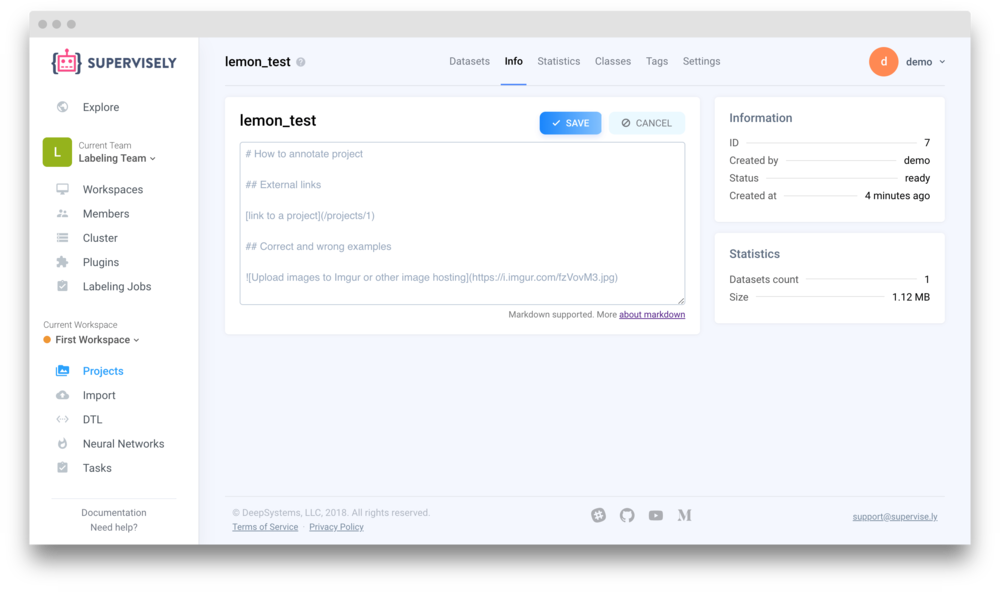 SUPERVISELY
lemon_test
Datasets Info Statistics Classes Tags Settings
d demo
Explore
L Current Team
Labeling Team
Workspaces
Members
Cluster
Plugins
Labeling Jobs
Current Workspace
First Workspace
Projects
Import
DTL
Neural Networks
Tasks
Documentation
Need help?
lemon_test
SAVE CANCEL
# How to annotate project
## External links
[link to a project](/projects/1)
## Correct and wrong examples
![Upload images to Imgur or other image hosting](https://i.imgur.com/fzVovM3.jpg)
Markdown supported. More about markdown
Information
ID 7
Created by demo
Status ready
Created at 4 minutes ago
Statistics
Datasets count 1
Size 1.12 MB
© DeepSystems, LLC, 2018. All rights reserved.
Terms of Service · Privacy Policy
support@supervise.ly